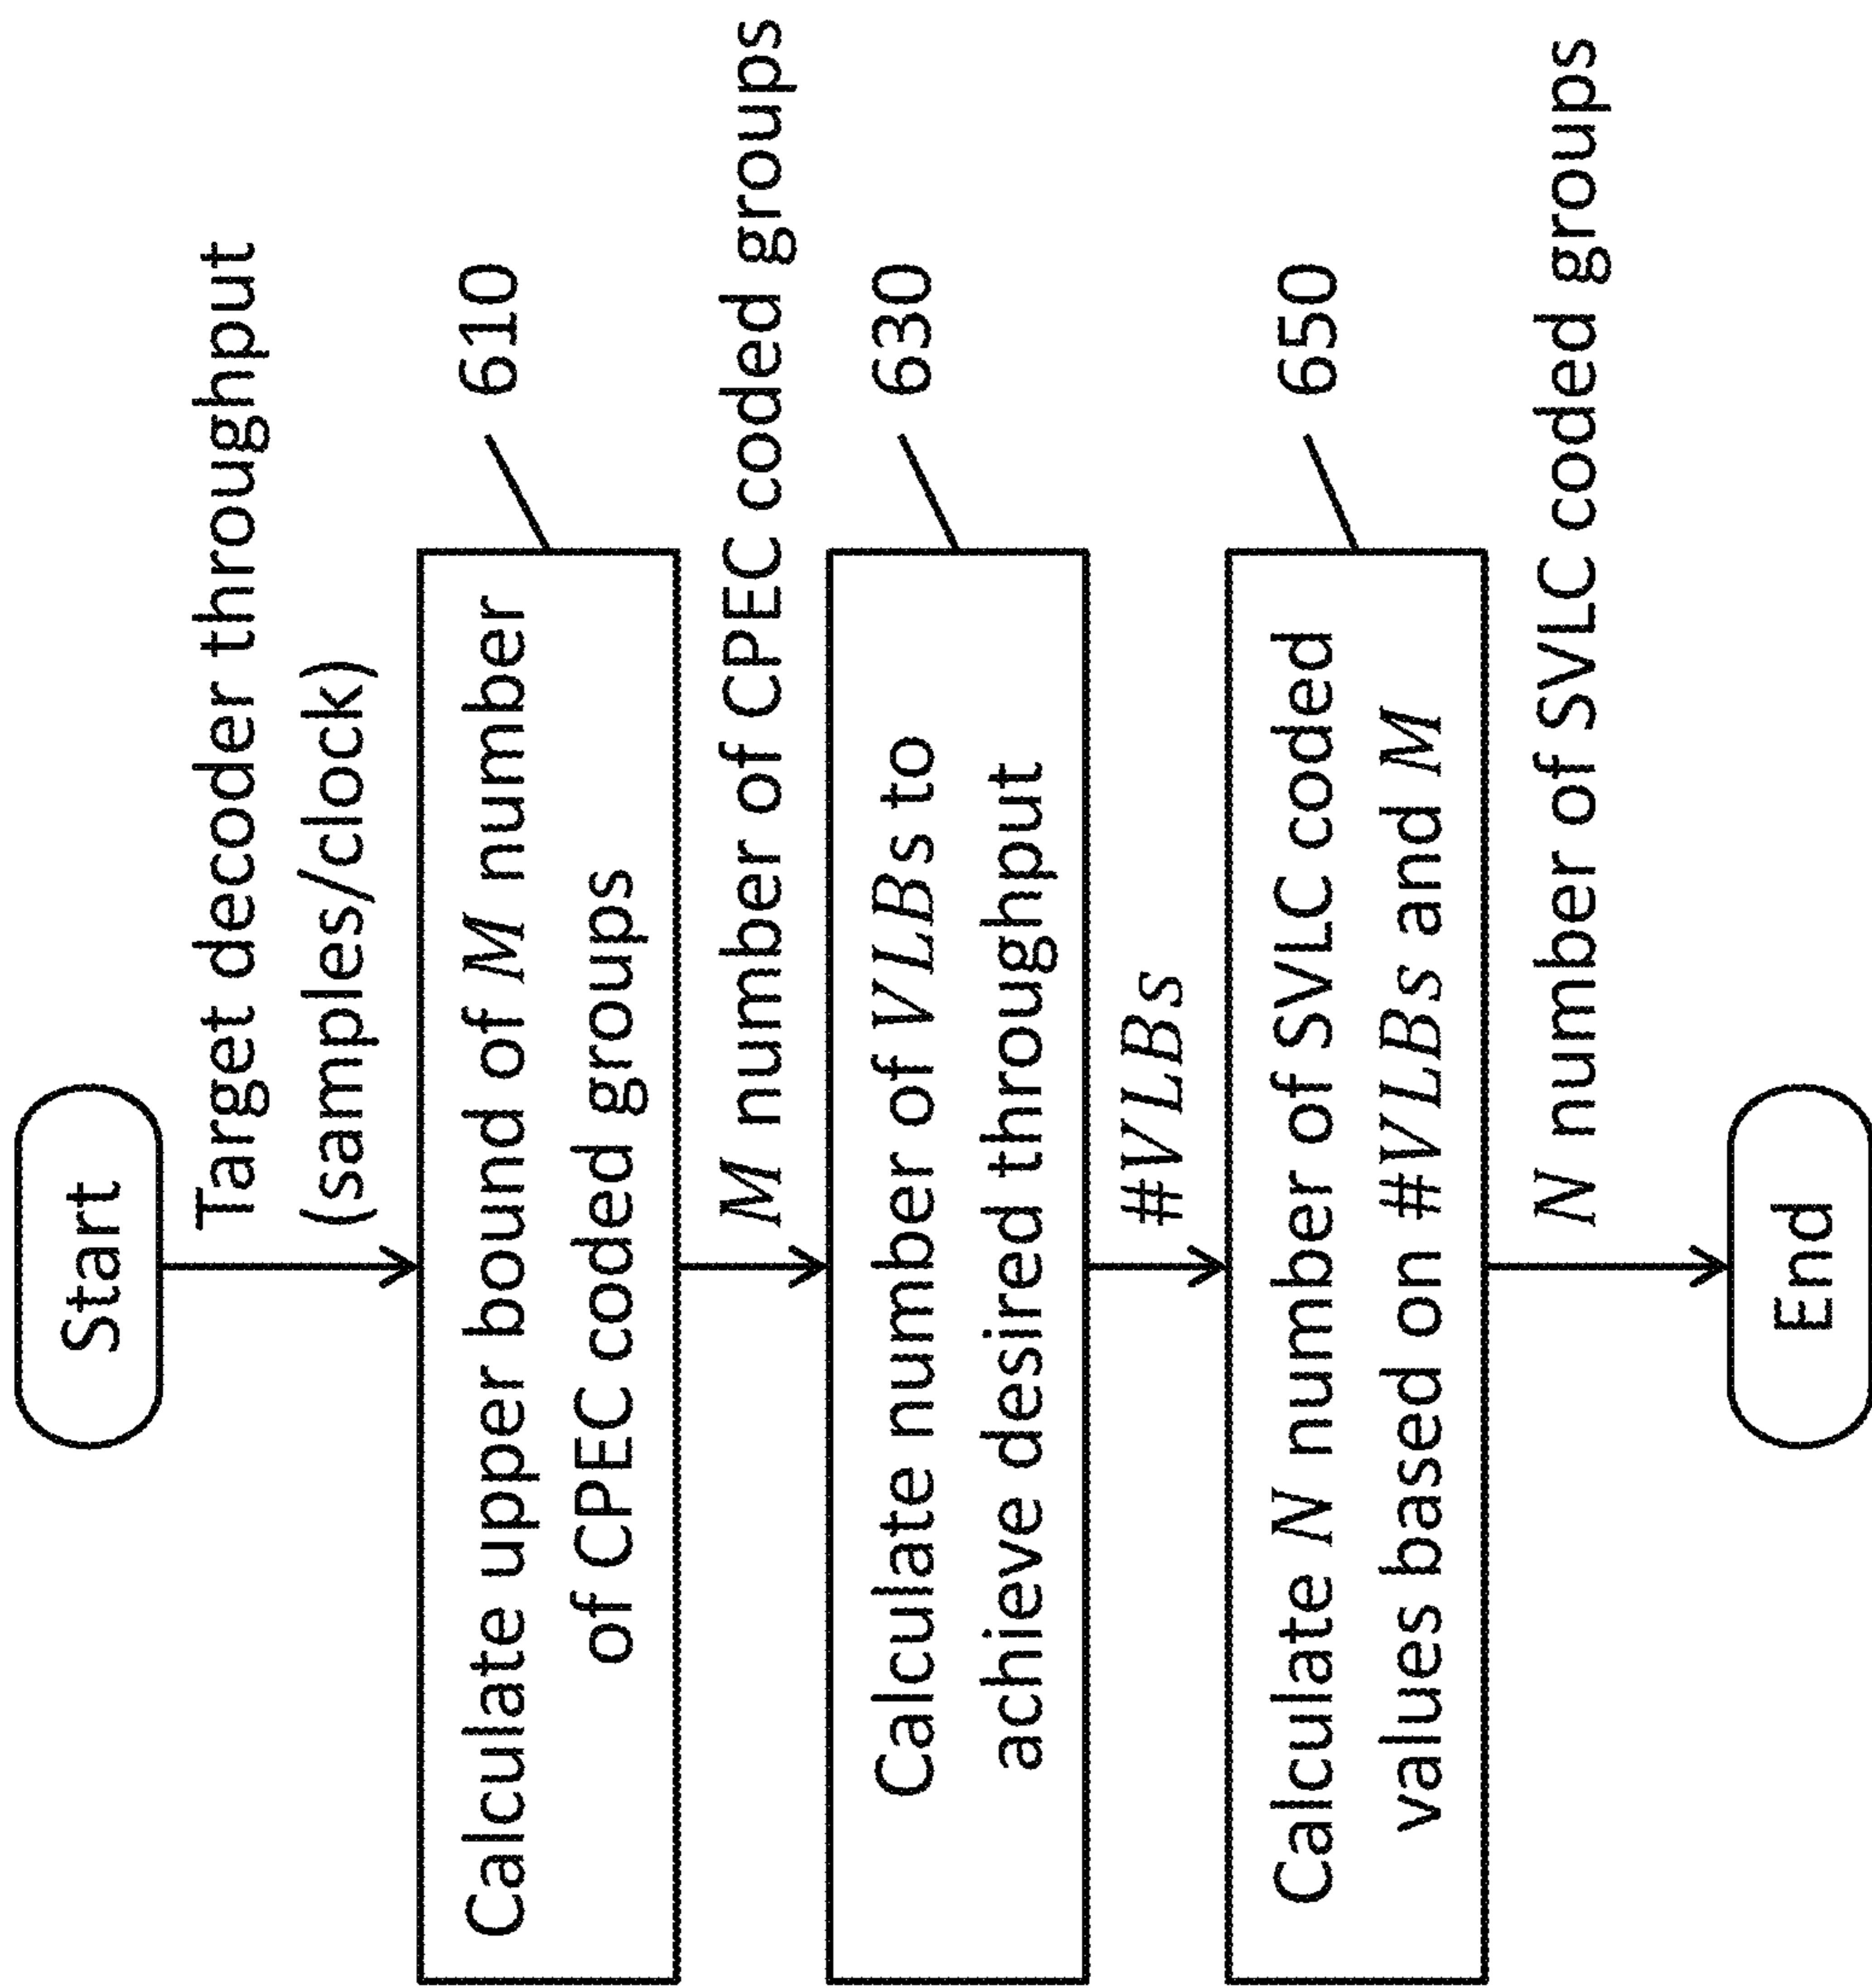 Start
Target decoder throughput
(samples/clock)
610
Calculate upper bound of M number
of CPEC coded groups
M number of CPEC coded groups
630
Calculate number of VLBs to
achieve desired throughput
#VLBs
650
Calculate N number of SVLC coded
values based on #VLBs and M
N number of SVLC coded groups
End